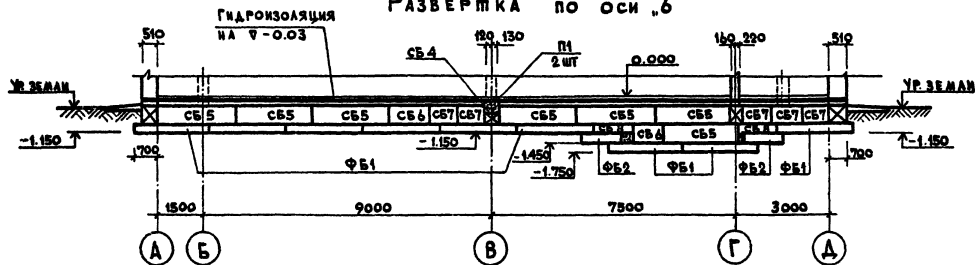 РАЗВЕРТКА ПО ОСИ „6
ГИДРОИЗОЛЯЦИЯ
НА ∇ -0.03
510 120 130 160 220 510
СБ4 П1
2 ШТ
0.000
УР. ЗЕМЛИ УР. ЗЕМЛИ
СБ5 СБ5 СБ5 СБ6 СБ7 СБ7 СБ5 СБ5 СБ5 СБ7 СБ7 СБ7
-1.150 -1.150 СБ6 СБ5 -1.150
700 -1.450 700
-1.750
ФБ1 ФБ2 ФБ1 ФБ2 ФБ1
1500 9000 7500 3000
А Б В Г Д